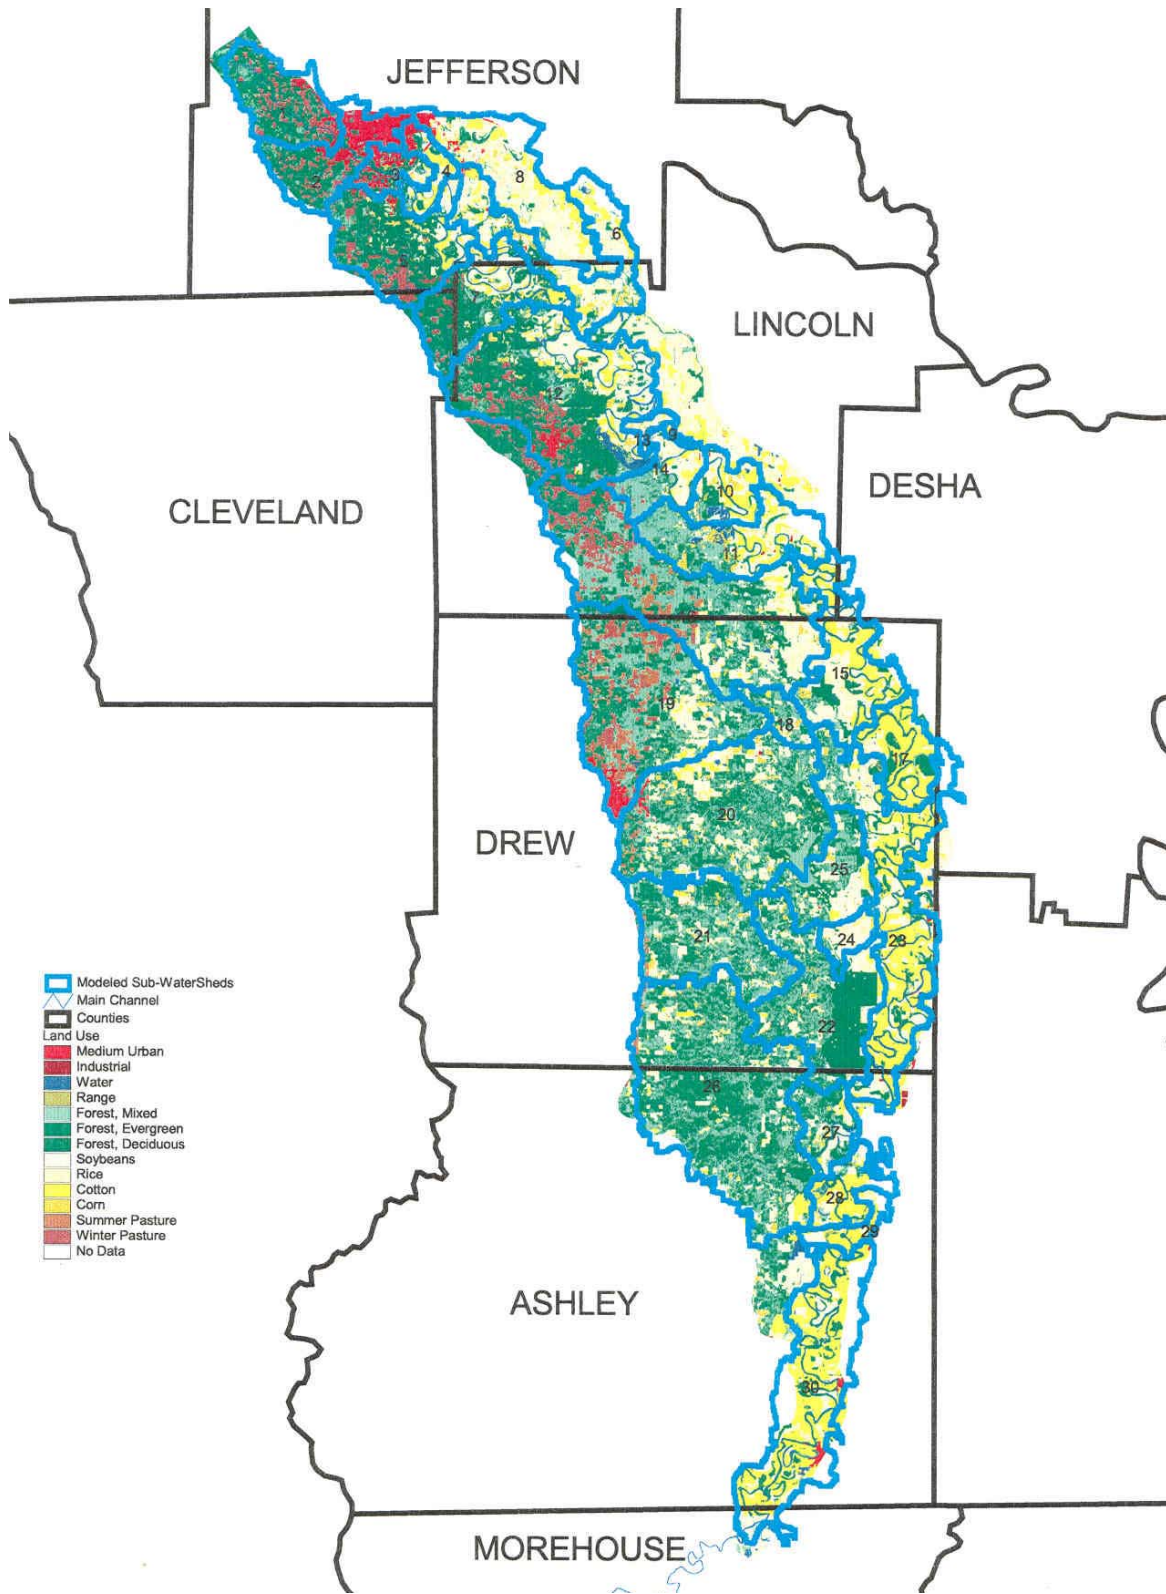 JEFFERSON
1
2
3
4
8
6
5
7
LINCOLN
12
13
9
14
10
DESHA
CLEVELAND
11
15
19
18
17
20
DREW
25
21
24
23
22
Modeled Sub-WaterSheds
Main Channel
Counties
Land Use
Medium Urban
Industrial
Water
Range
Forest, Mixed
Forest, Evergreen
Forest, Deciduous
Soybeans
Rice
Cotton
Corn
Summer Pasture
Winter Pasture
No Data
26
27
28
29
ASHLEY
30
MOREHOUSE